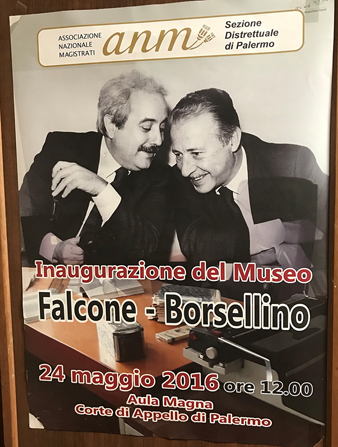 ASSOCIAZIONE
NAZIONALE
MAGISTRATI
anm
Sezione
Distrettuale
di Palermo
Inaugurazione del Museo
Falcone - Borsellino
24 maggio 2016 ore 12.00
Aula Magna
Corte di Appello di Palermo